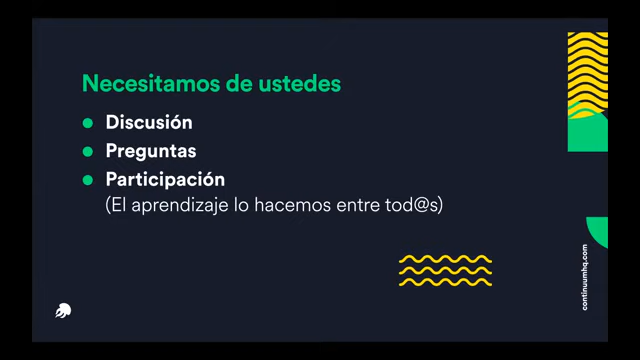 Necesitamos de ustedes
Discusión
Preguntas
Participación
(El aprendizaje lo hacemos entre tod@s)
continuumhq.com